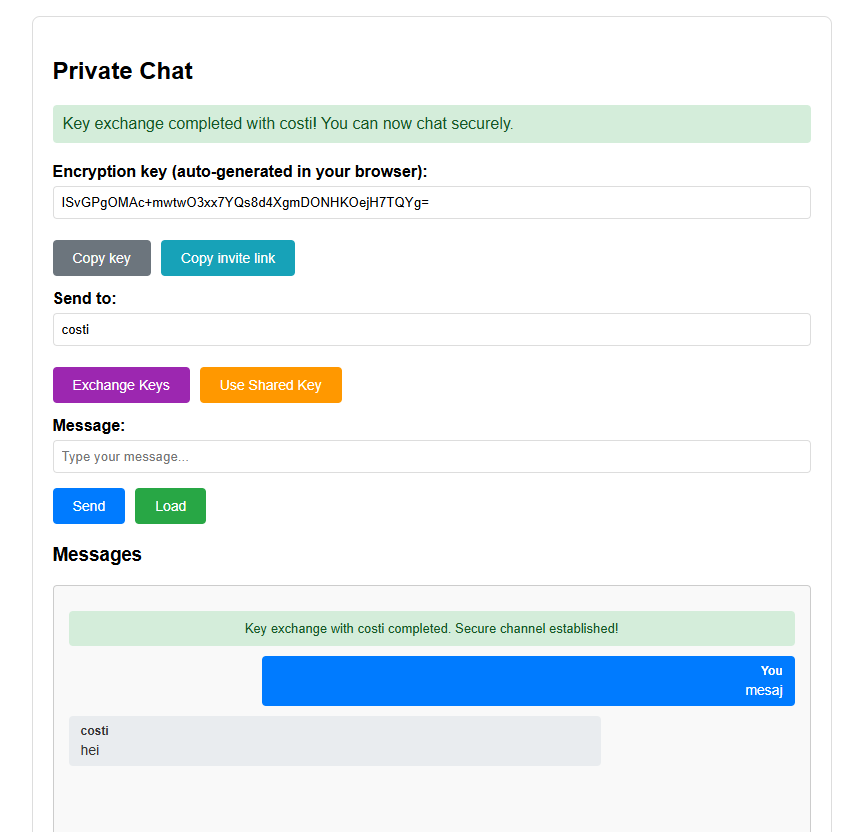 Private Chat
Key exchange completed with costi! You can now chat securely.
Encryption key (auto-generated in your browser):
ISvGPgOMAc+mwtwO3xx7YQs8d4XgmDONHKOejH7TQYg=
Copy key
Copy invite link
Send to:
costi
Exchange Keys
Use Shared Key
Message:
Type your message...
Send
Load
Messages
Key exchange with costi completed. Secure channel established!
You
mesaj
costi
hei